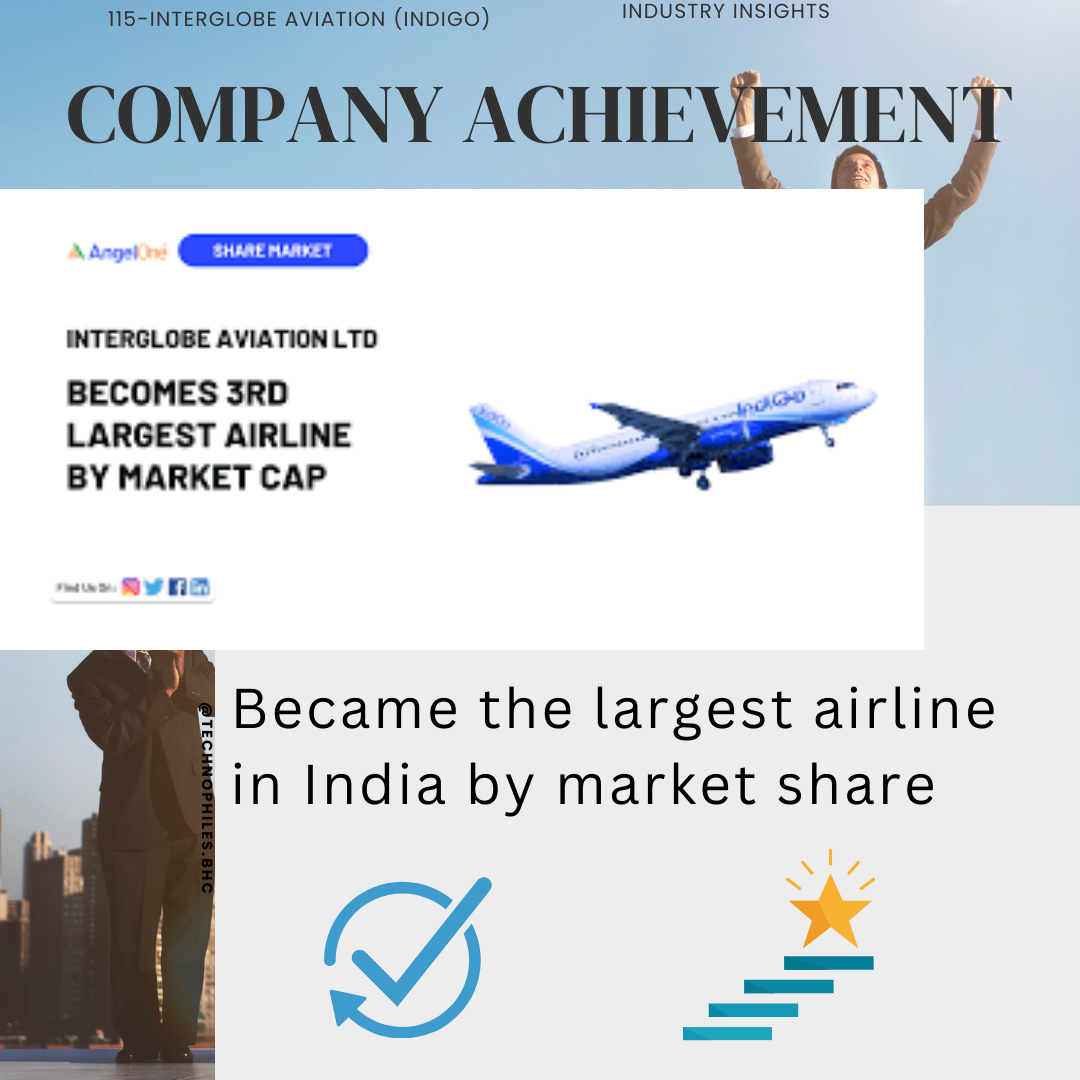 115-INTERGLOBE AVIATION (INDIGO)
INDUSTRY INSIGHTS
COMPANY ACHIEVEMENT
AngelOne
SHARE MARKET
INTERGLOBE AVIATION LTD
BECOMES 3RD
LARGEST AIRLINE
BY MARKET CAP
IndiGo
Find Us On:
@TECHNOPHILES.BHC
Became the largest airline
in India by market share